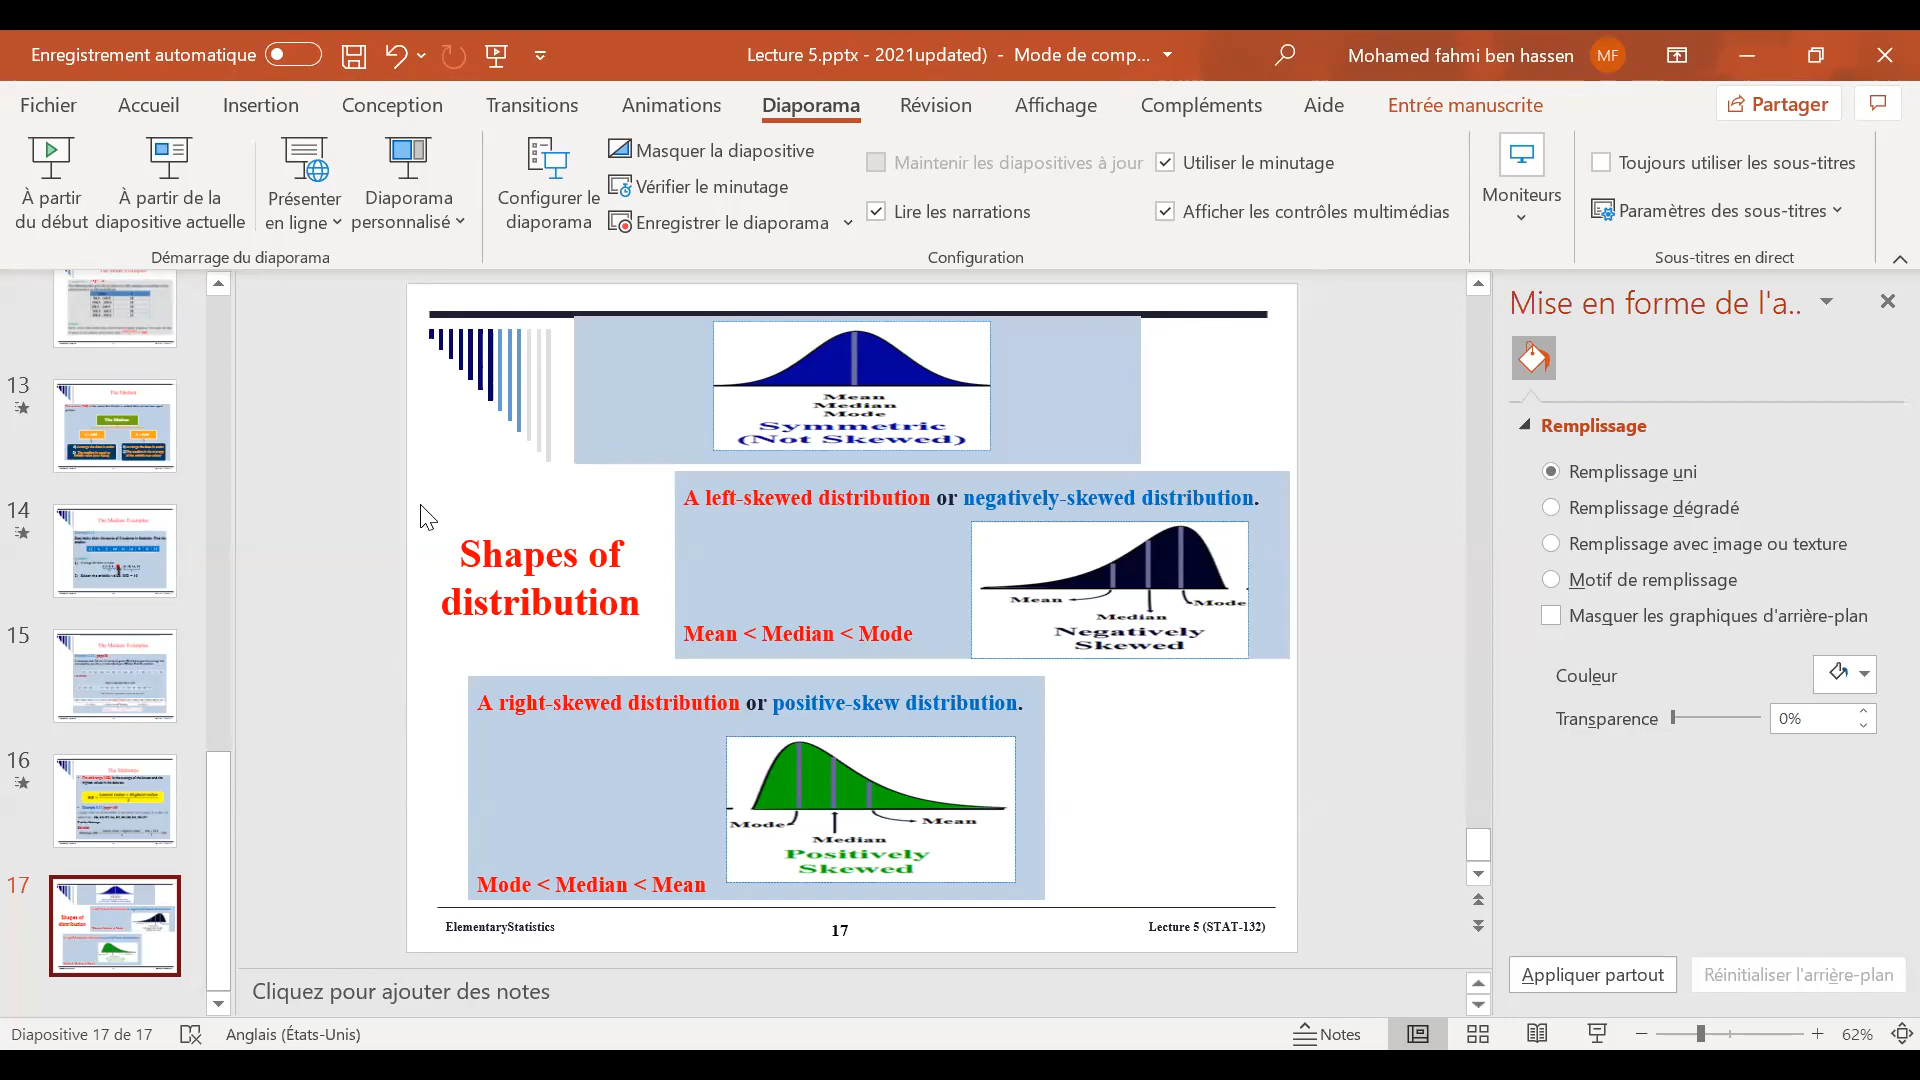 Enregistrement automatique
Lecture 5.pptx - 2021updated) - Mode de comp...
Mohamed fahmi ben hassen MF
Fichier Accueil Insertion Conception Transitions Animations Diaporama Révision Affichage Compléments Aide Entrée manuscrite Partager
À partir du début
À partir de la diapositive actuelle
Présenter en ligne
Diaporama personnalisé
Démarrage du diaporama
Configurer le diaporama
Masquer la diapositive
Vérifier le minutage
Enregistrer le diaporama
Maintenir les diapositives à jour
Lire les narrations
Utiliser le minutage
Afficher les contrôles multimédias
Configuration
Moniteurs
Toujours utiliser les sous-titres
Paramètres des sous-titres
Sous-titres en direct
13
14
15
16
17
Mean
Median
Mode
Symmetric
(Not Skewed)
A left-skewed distribution or negatively-skewed distribution.
Shapes of
distribution
Mean
Median
Mode
Negatively
Skewed
Mean < Median < Mode
A right-skewed distribution or positive-skew distribution.
Mode
Median
Mean
Positively
Skewed
Mode < Median < Mean
ElementaryStatistics
17
Lecture 5 (STAT-132)
Cliquez pour ajouter des notes
Mise en forme de l'a..
Remplissage
Remplissage uni
Remplissage dégradé
Remplissage avec image ou texture
Motif de remplissage
Masquer les graphiques d'arrière-plan
Couleur
Transparence 0%
Appliquer partout
Réinitialiser l'arrière-plan
Diapositive 17 de 17
Anglais (États-Unis)
Notes
62%